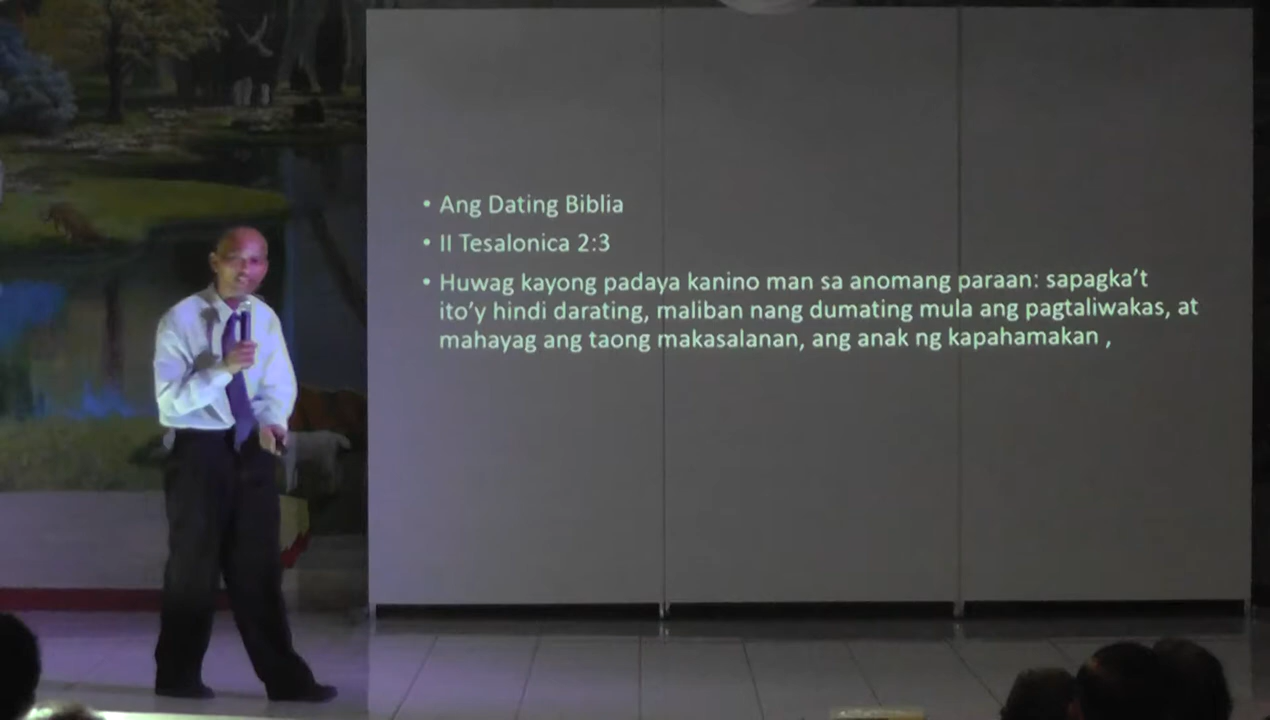 • Ang Dating Biblia
• II Tesalonica 2:3
• Huwag kayong padaya kanino man sa anomang paraan: sapagka’t
ito’y hindi darating, maliban nang dumating mula ang pagtaliwakas, at
mahayag ang taong makasalanan, ang anak ng kapahamakan ,